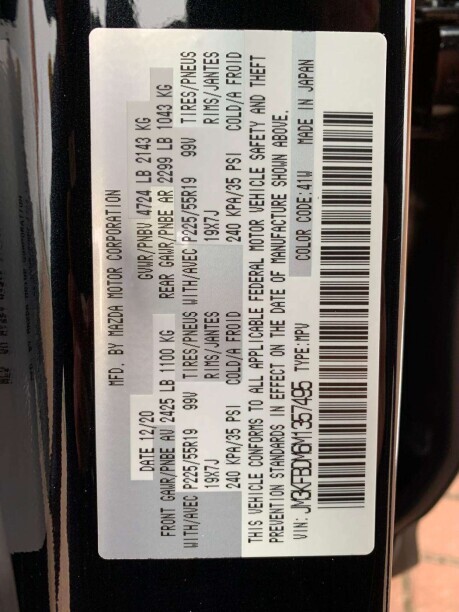 MFD. BY MAZDA MOTOR CORPORATION
DATE 12/20 GVWR/PNBV 4724 LB 2143 KG
FRONT GAWR/PNBE AV 2425 LB 1100 KG REAR GAWR/PNBE AR 2299 LB 1043 KG
WITH/AVEC P225/55R19 99V TIRES/PNEUS WITH/AVEC P225/55R19 99V TIRES/PNEUS
19X7J RIMS/JANTES 19X7J RIMS/JANTES
240 KPA/35 PSI COLD/A FROID 240 KPA/35 PSI COLD/A FROID
THIS VEHICLE CONFORMS TO ALL APPLICABLE FEDERAL MOTOR VEHICLE SAFETY AND THEFT
PREVENTION STANDARDS IN EFFECT ON THE DATE OF MANUFACTURE SHOWN ABOVE.
VIN: JM3KFBDM6M1367495 TYPE:MPV COLOR CODE:41W MADE IN JAPAN